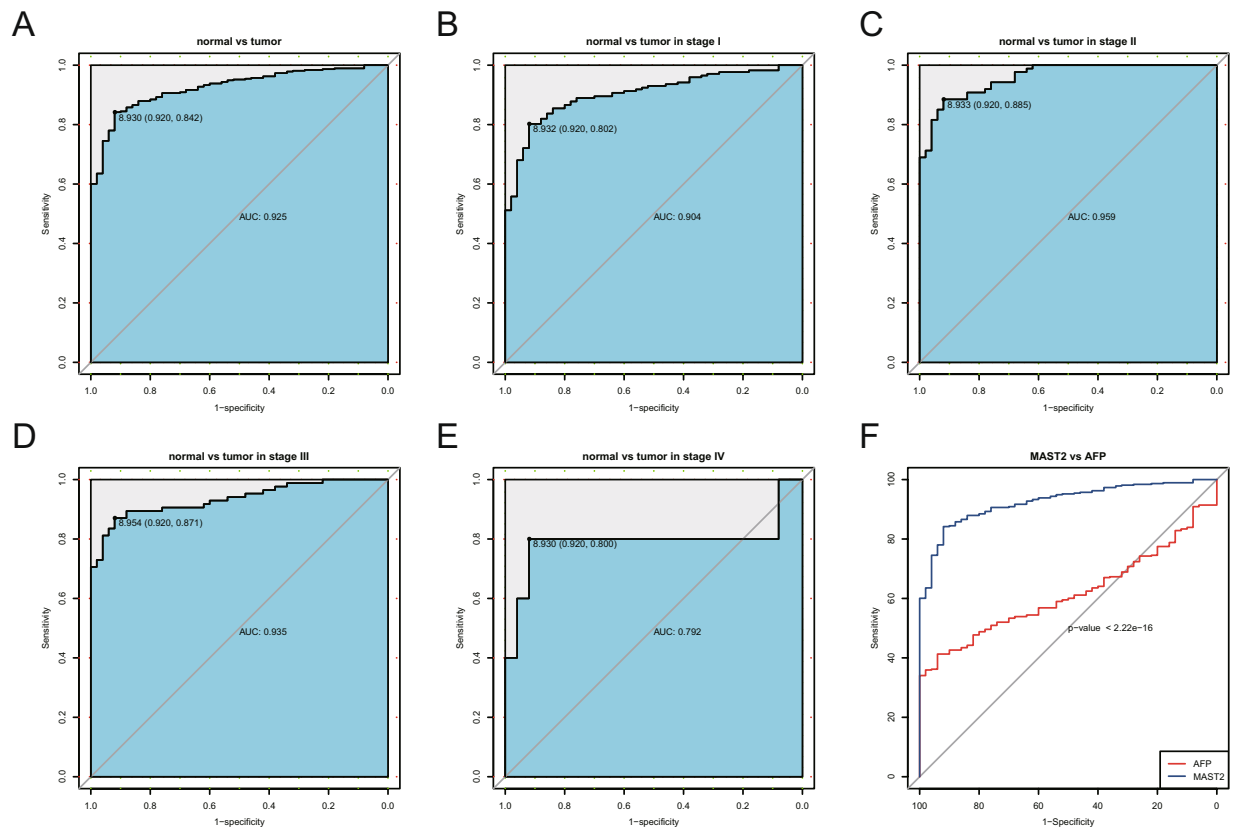 A
normal vs tumor
1.0
0.8
0.6
0.4
0.2
0.0
Sensitivity
8.930 (0.920, 0.842)
AUC: 0.925
1.0 0.8 0.6 0.4 0.2 0.0
1−specificity
B
normal vs tumor in stage I
1.0
0.8
0.6
0.4
0.2
0.0
Sensitivity
8.932 (0.920, 0.802)
AUC: 0.904
1.0 0.8 0.6 0.4 0.2 0.0
1−specificity
C
normal vs tumor in stage II
1.0
0.8
0.6
0.4
0.2
0.0
Sensitivity
8.933 (0.920, 0.885)
AUC: 0.959
1.0 0.8 0.6 0.4 0.2 0.0
1−specificity
D
normal vs tumor in stage III
1.0
0.8
0.6
0.4
0.2
0.0
Sensitivity
8.954 (0.920, 0.871)
AUC: 0.935
1.0 0.8 0.6 0.4 0.2 0.0
1−specificity
E
normal vs tumor in stage IV
1.0
0.8
0.6
0.4
0.2
0.0
Sensitivity
8.930 (0.920, 0.800)
AUC: 0.792
1.0 0.8 0.6 0.4 0.2 0.0
1−specificity
F
MAST2 vs AFP
100
80
60
40
20
0
Sensitivity
p−value < 2.22e−16
AFP
MAST2
100 80 60 40 20 0
1−Specificity